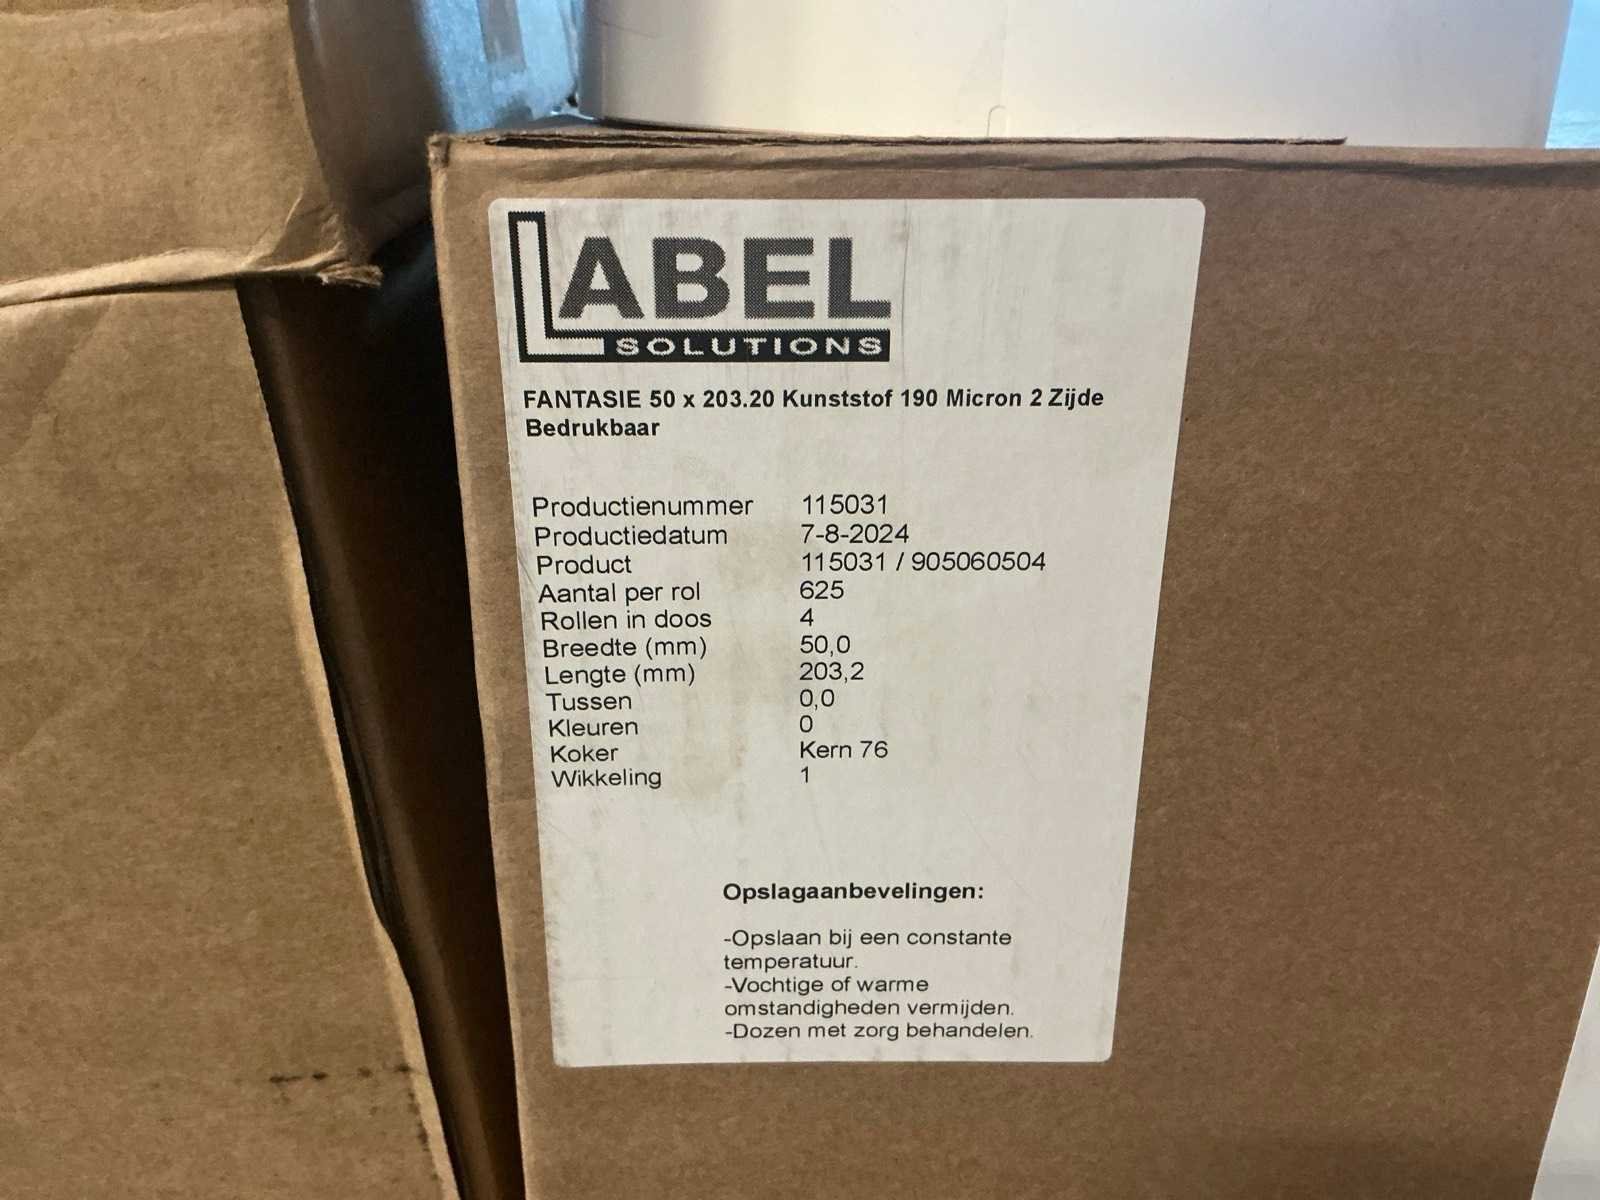 LABEL
SOLUTIONS
FANTASIE 50 x 203.20 Kunststof 190 Micron 2 Zijde
Bedrukbaar
Productienummer 115031
Productiedatum 7-8-2024
Product 115031 / 905060504
Aantal per rol 625
Rollen in doos 4
Breedte (mm) 50,0
Lengte (mm) 203,2
Tussen 0,0
Kleuren 0
Koker Kern 76
Wikkeling 1
Opslagaanbevelingen:
-Opslaan bij een constante
temperatuur.
-Vochtige of warme
omstandigheden vermijden.
-Dozen met zorg behandelen.